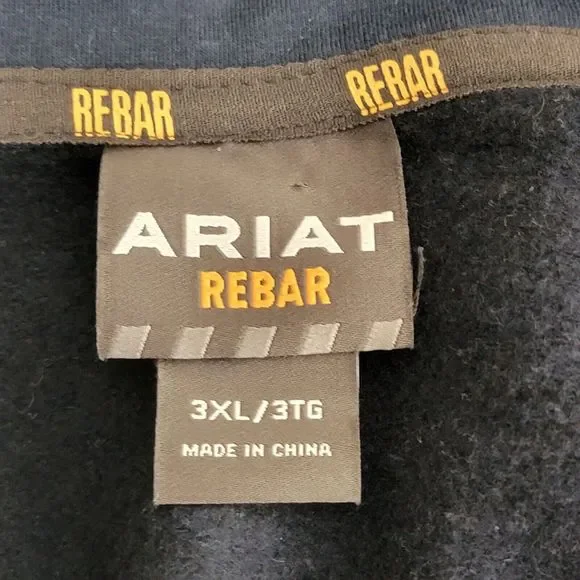 REBAR REBAR
ARIAT
REBAR
3XL/3TG
MADE IN CHINA